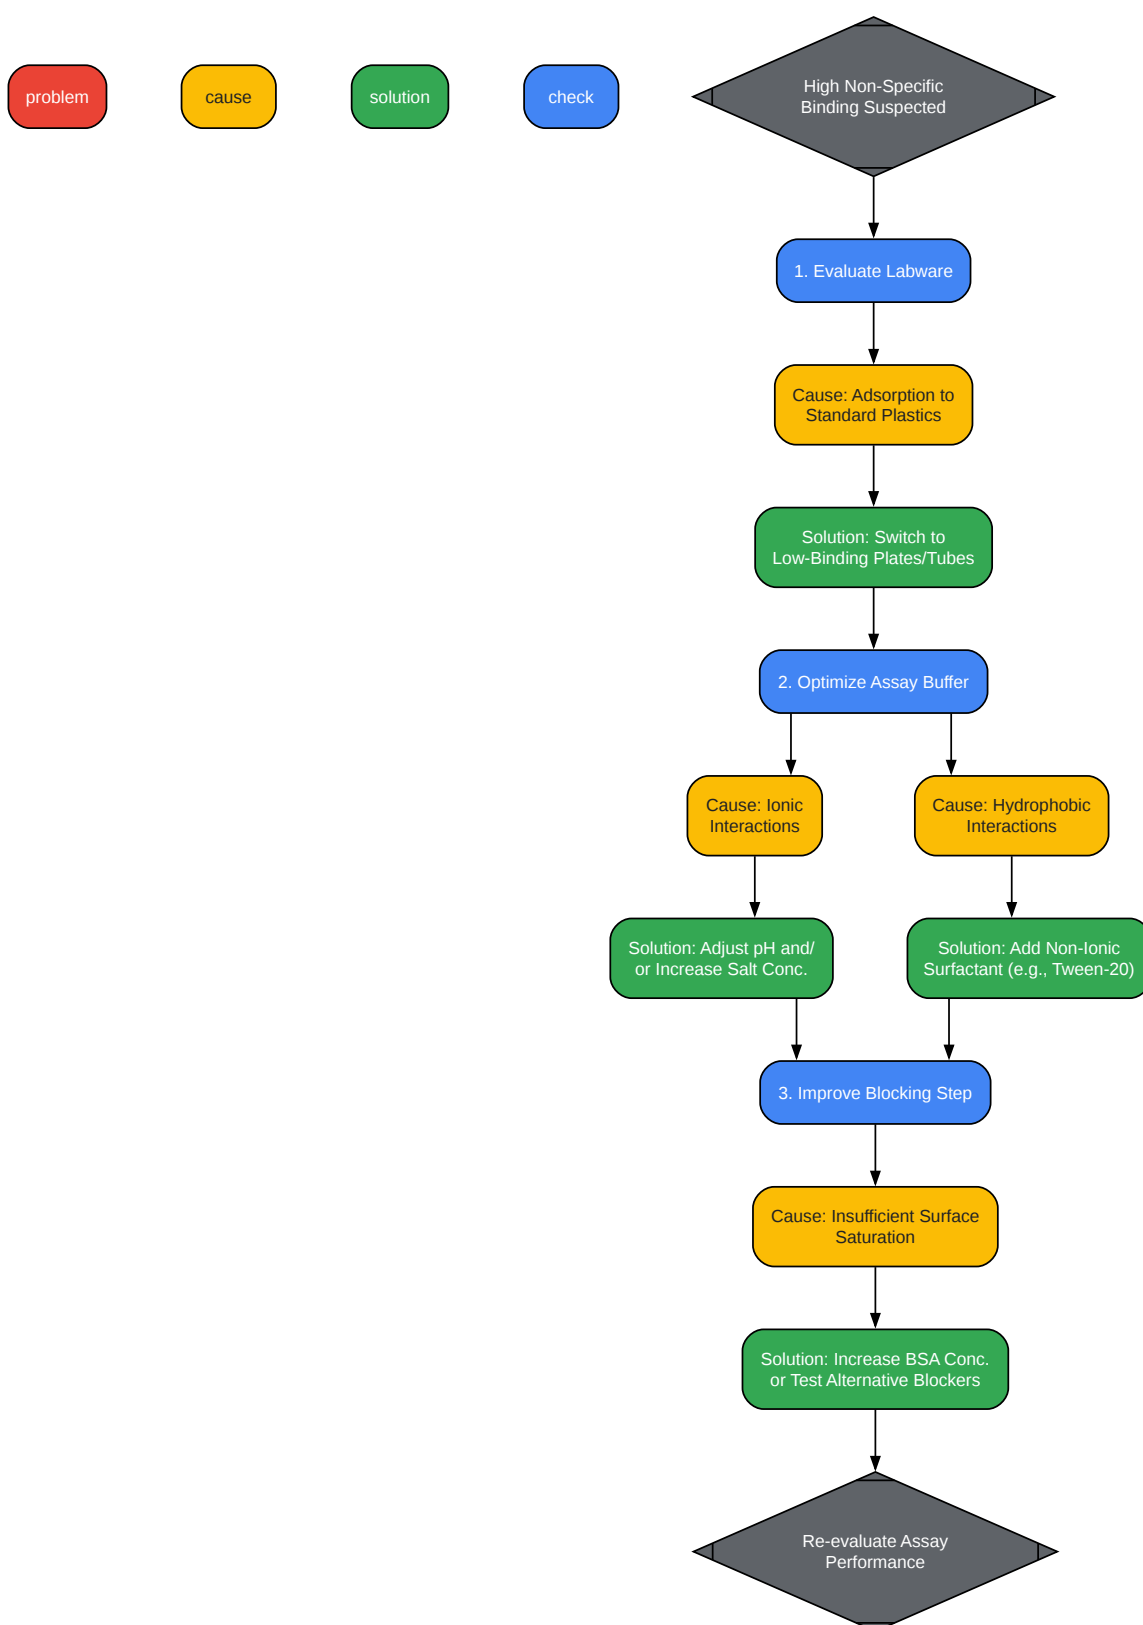 problem
cause
solution
check
High Non-Specific
Binding Suspected
1. Evaluate Labware
Cause: Adsorption to
Standard Plastics
Solution: Switch to
Low-Binding Plates/Tubes
2. Optimize Assay Buffer
Cause: Ionic
Interactions
Cause: Hydrophobic
Interactions
Solution: Adjust pH and/
or Increase Salt Conc.
Solution: Add Non-Ionic
Surfactant (e.g., Tween-20)
3. Improve Blocking Step
Cause: Insufficient Surface
Saturation
Solution: Increase BSA Conc.
or Test Alternative Blockers
Re-evaluate Assay
Performance